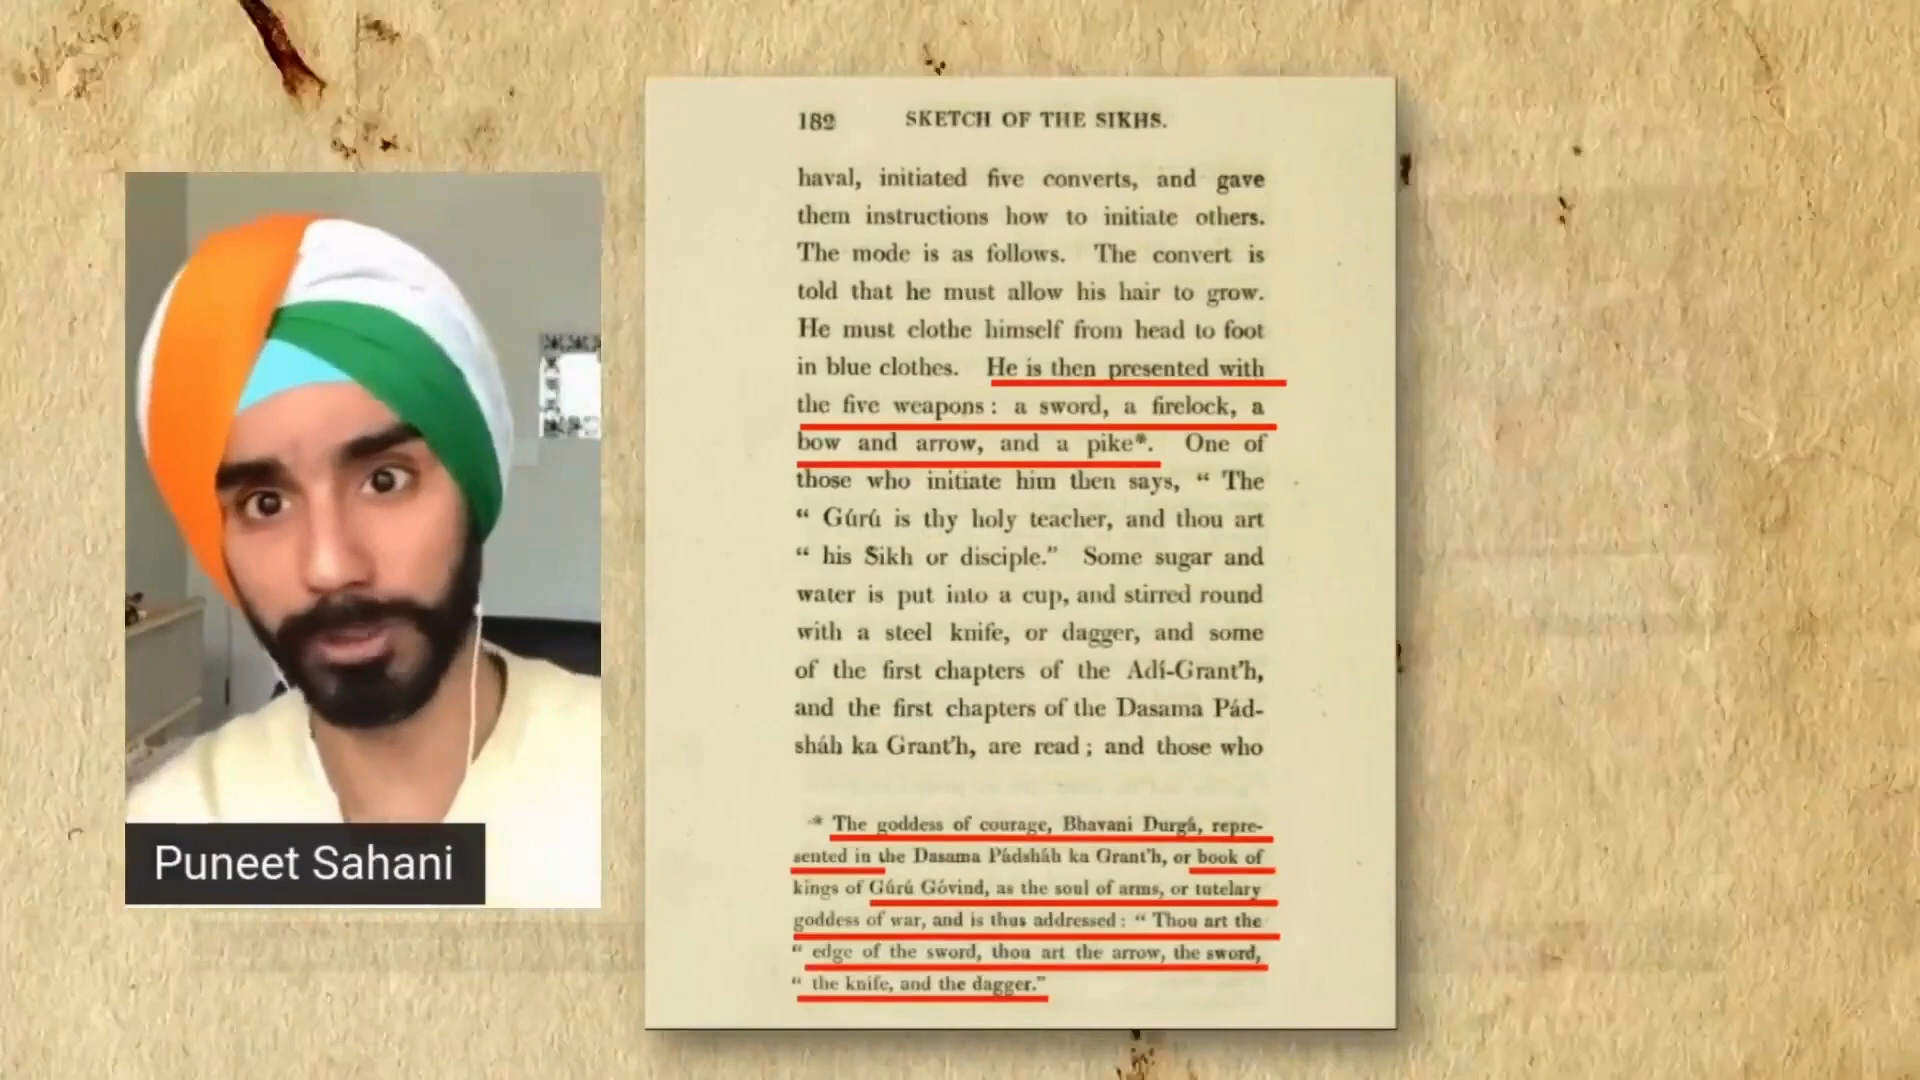 182 SKETCH OF THE SIKHS.
haval, initiated five converts, and gave
them instructions how to initiate others.
The mode is as follows. The convert is
told that he must allow his hair to grow.
He must clothe himself from head to foot
in blue clothes. He is then presented with
the five weapons: a sword, a firelock, a
bow and arrow, and a pike*. One of
those who initiate him then says, “ The
“ Gúrú is thy holy teacher, and thou art
“ his Sikh or disciple.” Some sugar and
water is put into a cup, and stirred round
with a steel knife, or dagger, and some
of the first chapters of the Adí-Grant’h,
and the first chapters of the Dasama Pád-
sháh ka Grant’h, are read; and those who
* The goddess of courage, Bhavani Durgá, repre-
sented in the Dasama Pádsháh ka Grant’h, or book of
kings of Gúrú Góvind, as the soul of arms, or tutelary
goddess of war, and is thus addressed: “ Thou art the
“ edge of the sword, thou art the arrow, the sword,
“ the knife, and the dagger.”
Puneet Sahani